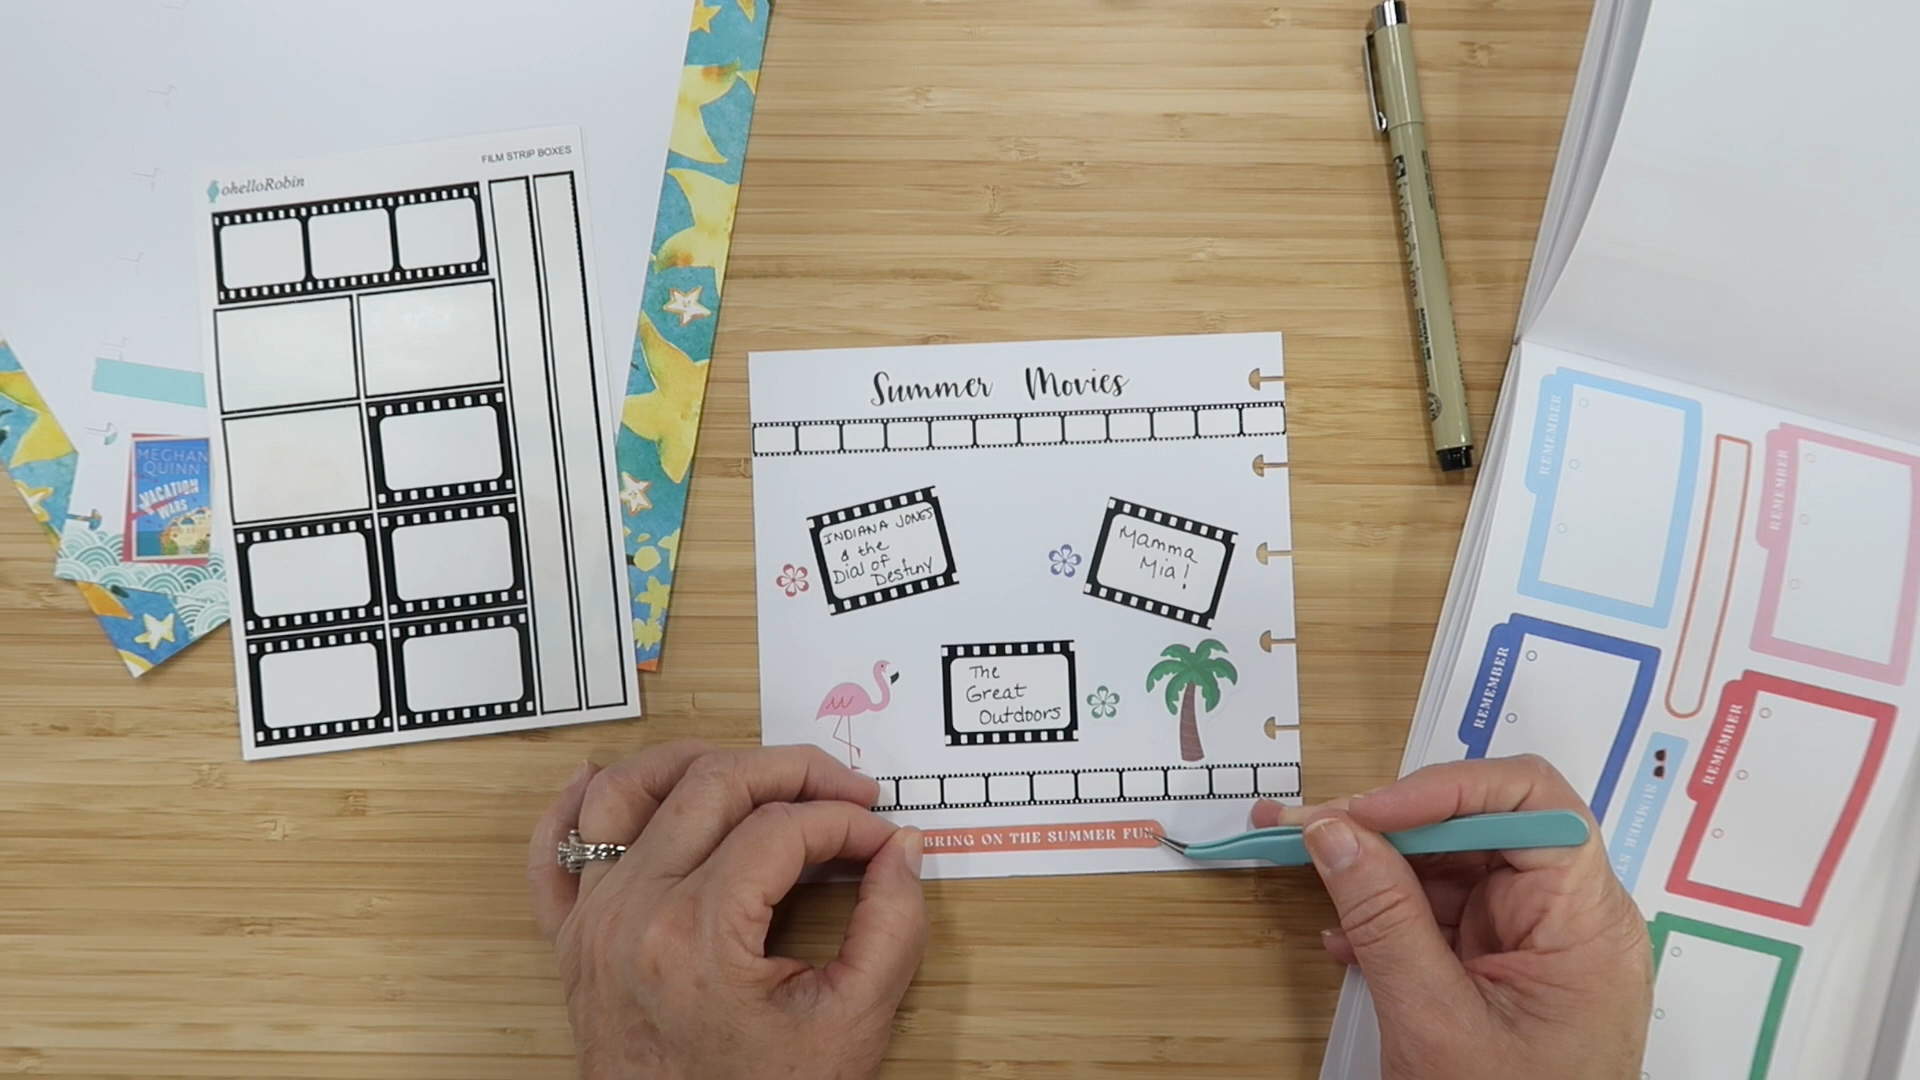 FILM STRIP BOXES
ohelloRobin
MEGHAN
QUINN
VACATION
WARS
Summer Movies
INDIANA JONES
& the
Dial of
Destiny
Mamma
Mia!
The
Great
Outdoors
BRING ON THE SUMMER FUN
REMEMBER
REMEMBER
REMEMBER
REMEMBER
SUMMER